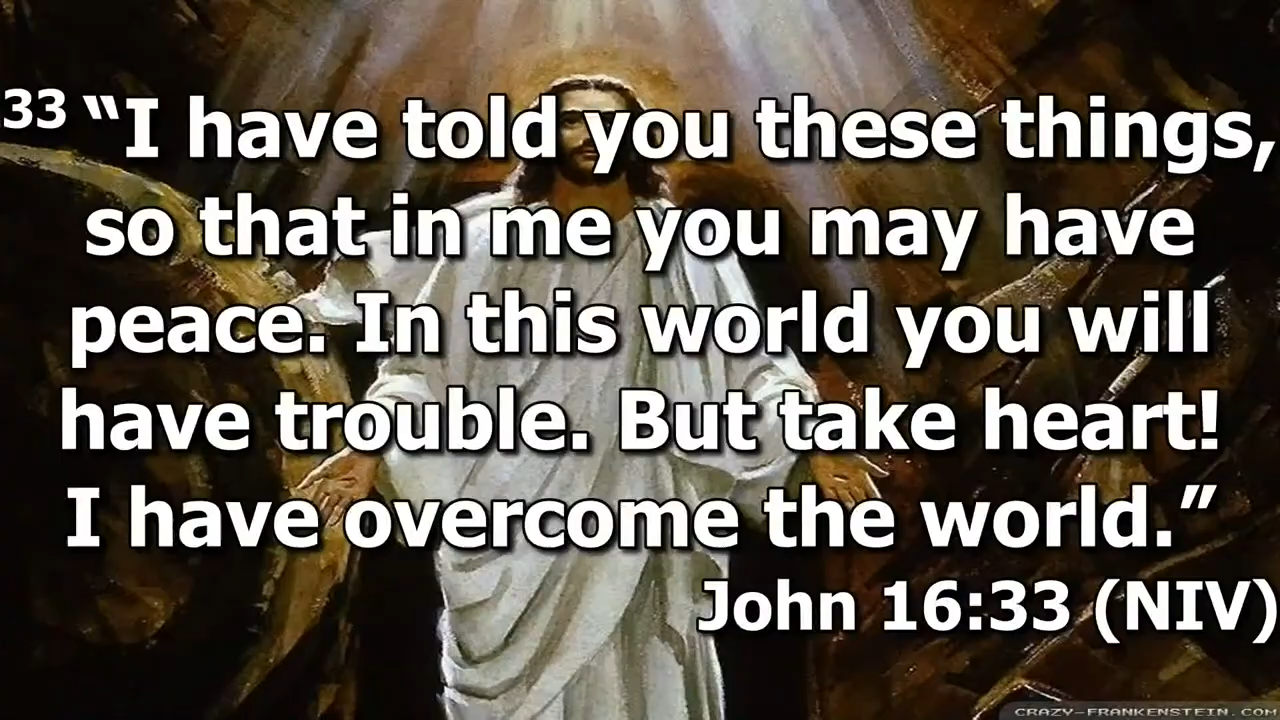 33 “I have told you these things,
so that in me you may have
peace. In this world you will
have trouble. But take heart!
I have overcome the world.”
John 16:33 (NIV)
CRAZY-FRANKENSTEIN.COM